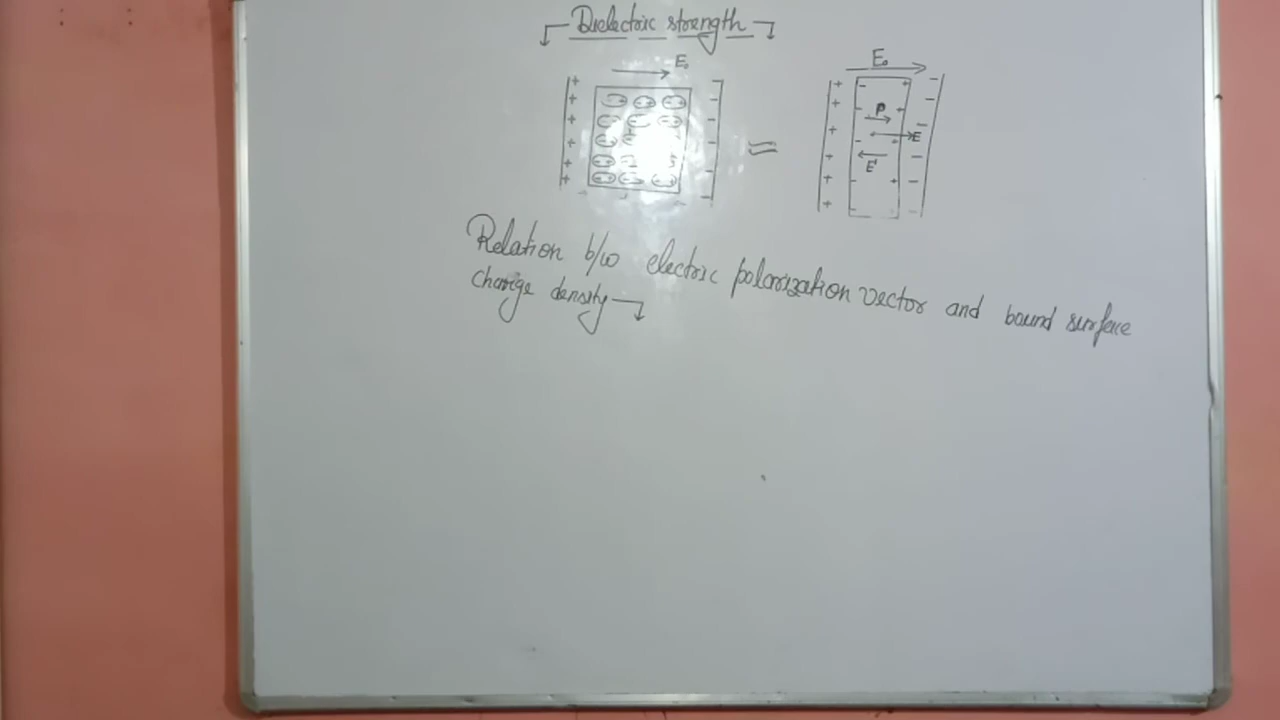 Dielectric strength
E₀
+ - + - + -
=
E₀
P
E
E'
Relation b/w electric polarization vector and bound surface
charge density